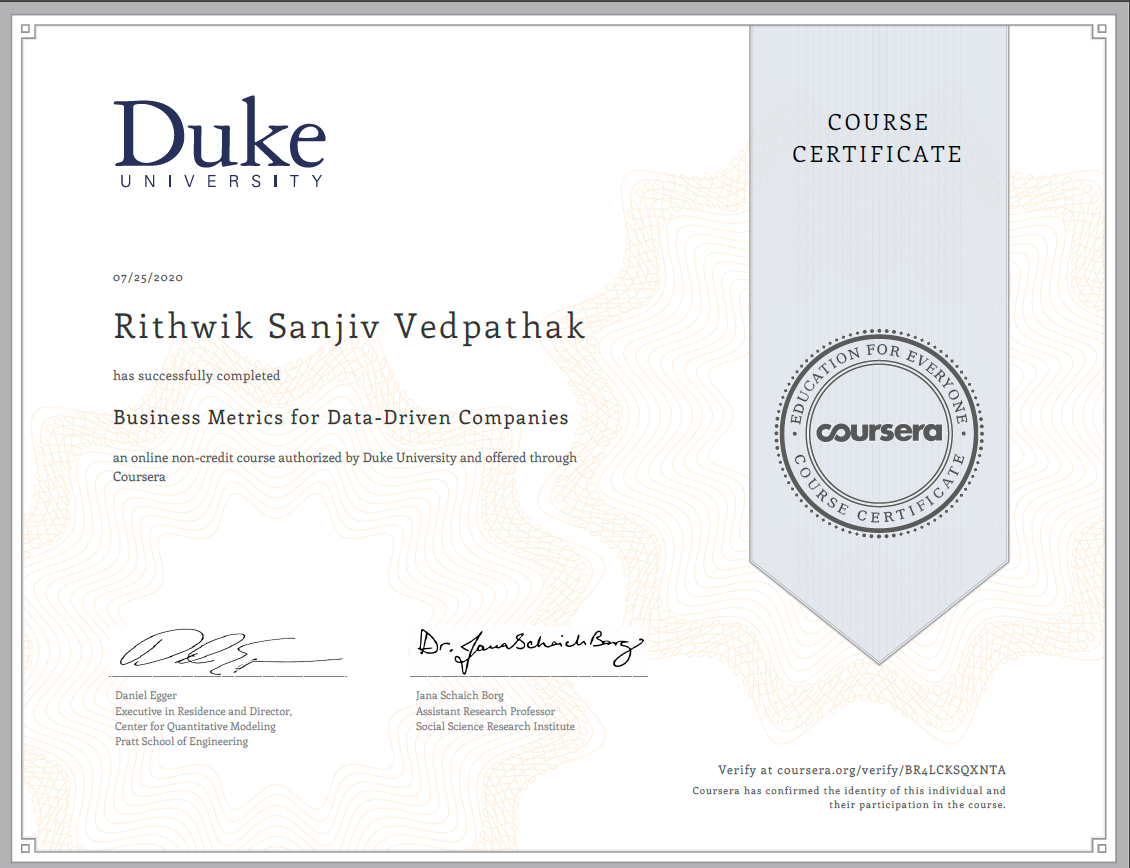 Duke
UNIVERSITY
COURSE
CERTIFICATE
07/25/2020
Rithwik Sanjiv Vedpathak
has successfully completed
Business Metrics for Data-Driven Companies
an online non-credit course authorized by Duke University and offered through
Coursera
EDUCATION FOR EVERYONE
coursera
COURSE CERTIFICATE
Dr. Jana Schaich Borg
Daniel Egger
Executive in Residence and Director,
Center for Quantitative Modeling
Pratt School of Engineering
Jana Schaich Borg
Assistant Research Professor
Social Science Research Institute
Verify at coursera.org/verify/BR4LCKSQXNTA
Coursera has confirmed the identity of this individual and
their participation in the course.